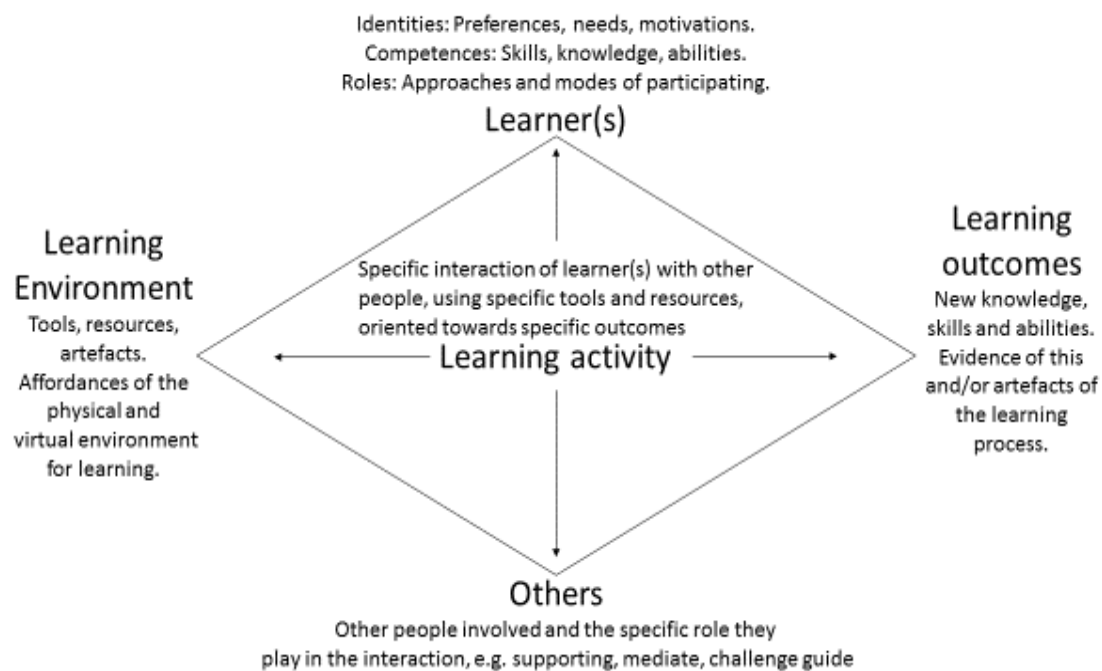 Identities: Preferences, needs, motivations.
Competences: Skills, knowledge, abilities.
Roles: Approaches and modes of participating.
Learner(s)
Learning
Environment
Tools, resources,
artefacts.
Affordances of the
physical and
virtual environment
for learning.
Specific interaction of learner(s) with other
people, using specific tools and resources,
oriented towards specific outcomes
Learning activity
Learning
outcomes
New knowledge,
skills and abilities.
Evidence of this
and/or artefacts of
the learning
process.
Others
Other people involved and the specific role they
play in the interaction, e.g. supporting, mediate, challenge guide